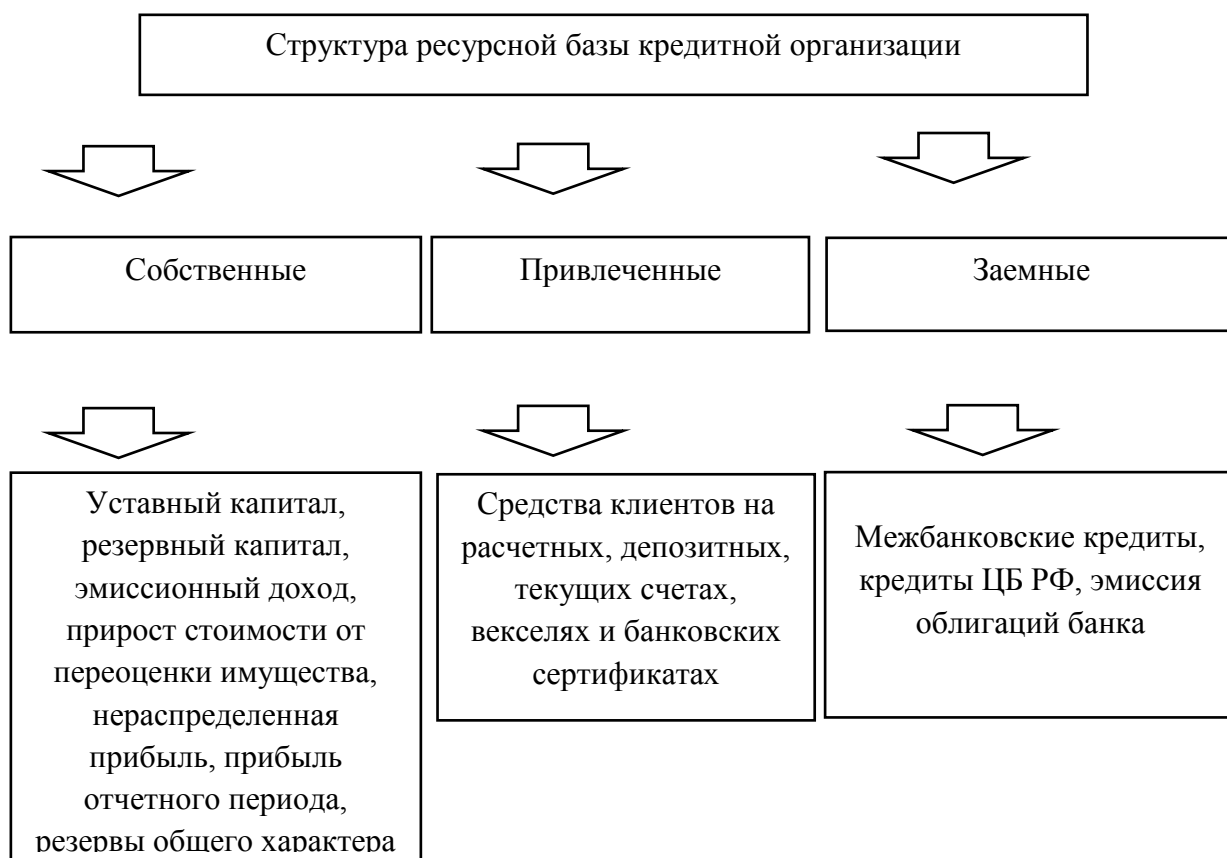 Структура ресурсной базы кредитной организации
Собственные
Привлеченные
Заемные
Уставный капитал,
резервный капитал,
эмиссионный доход,
прирост стоимости от
переоценки имущества,
нераспределенная
прибыль, прибыль
отчетного периода,
резервы общего характера
Средства клиентов на
расчетных, депозитных,
текущих счетах,
векселях и банковских
сертификатах
Межбанковские кредиты,
кредиты ЦБ РФ, эмиссия
облигаций банка